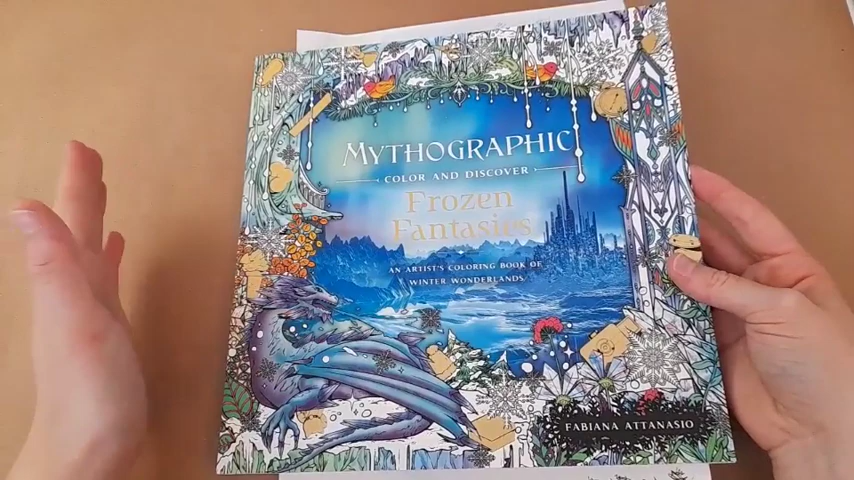 MYTHOGRAPHIC
COLOR AND DISCOVER
Frozen
Fantasies
AN ARTIST'S COLORING BOOK OF
WINTER WONDERLANDS
FABIANA ATTANASIO